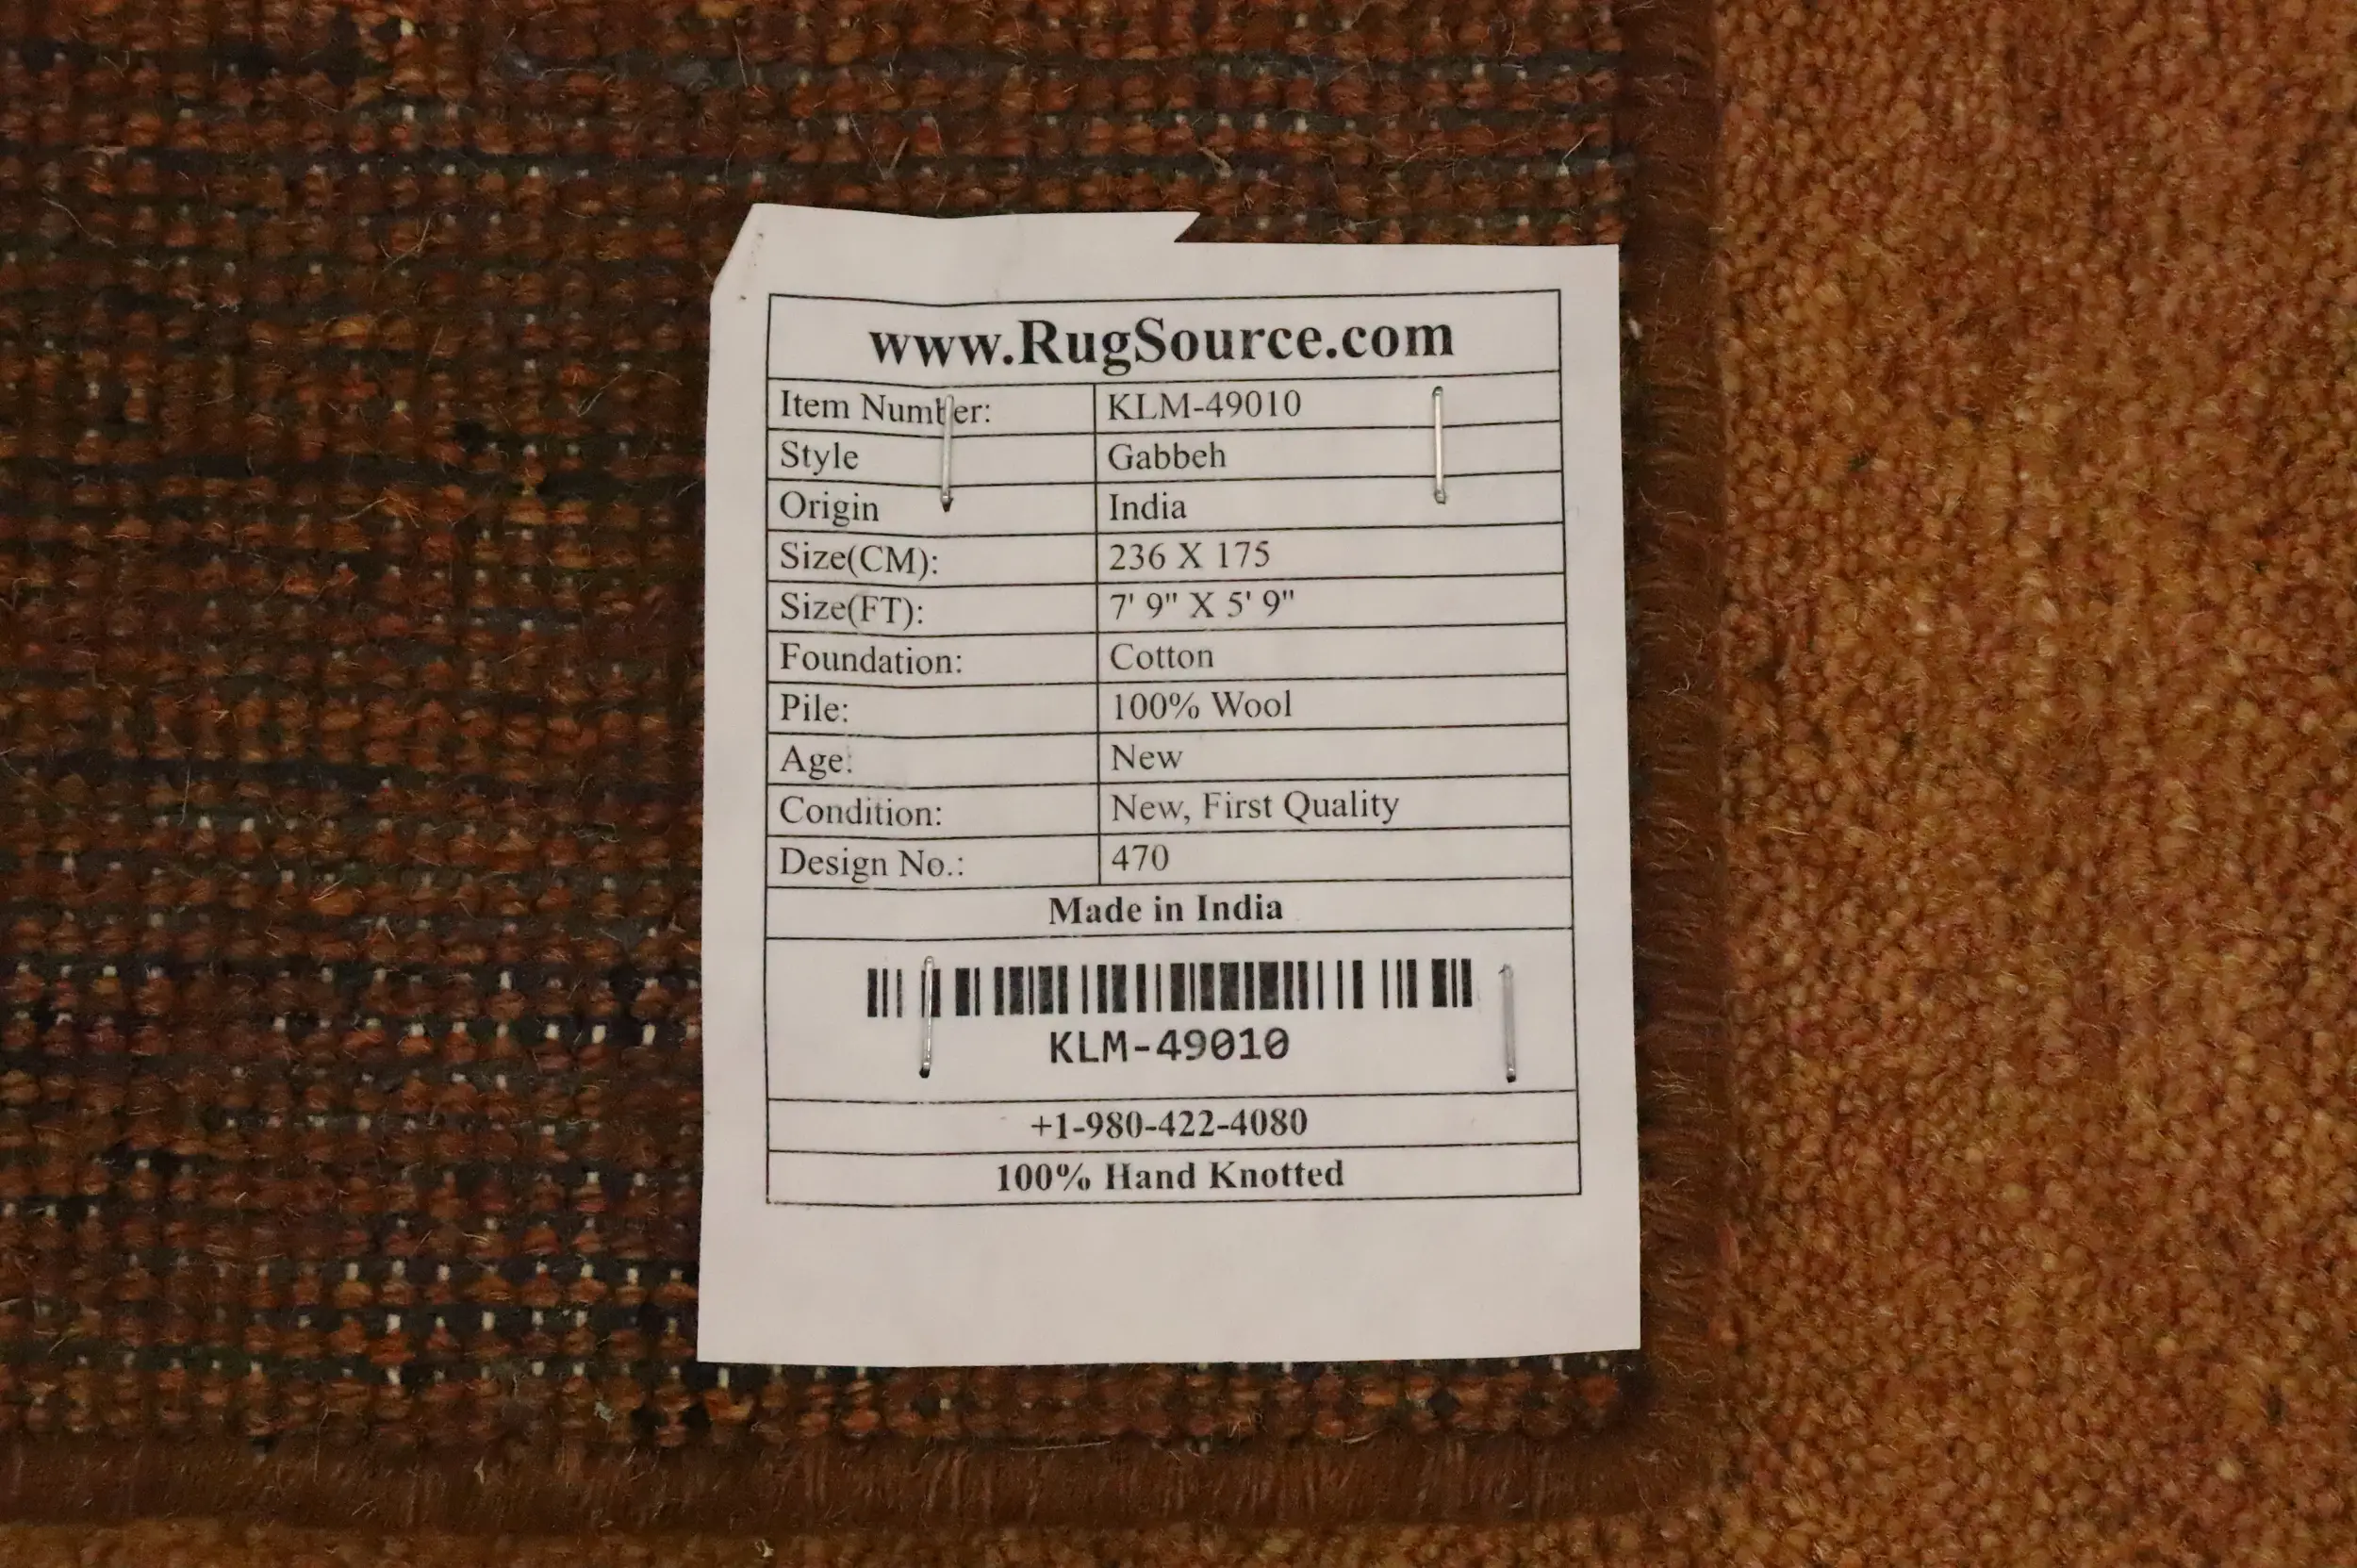 www.RugSource.com
Item Number: KLM-49010
Style Gabbeh
Origin India
Size(CM): 236 X 175
Size(FT): 7' 9" X 5' 9"
Foundation: Cotton
Pile: 100% Wool
Age: New
Condition: New, First Quality
Design No.: 470
Made in India
KLM-49010
+1-980-422-4080
100% Hand Knotted